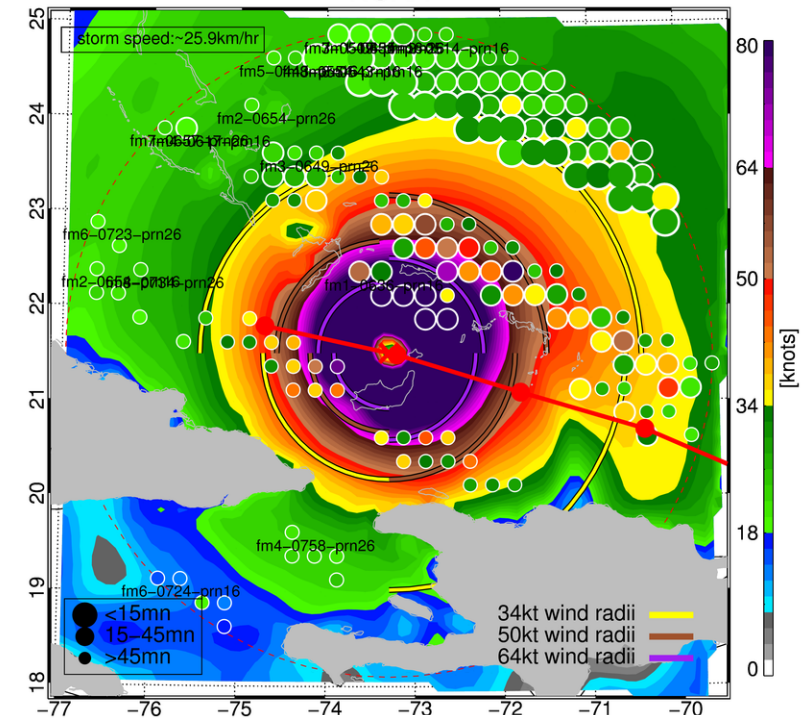 storm speed:~25.9km/hr
fm5-0
fm2-0654-prn26
fm3-0649-prn26
fm6-0723-prn26
fm4-0758-prn26
fm6-0724-prn16
<15mn
15-45mn
>45mn
34kt wind radii
50kt wind radii
64kt wind radii
25
24
23
22
21
20
19
18
-77
-76
-75
-74
-73
-72
-71
-70
80
64
50
34
18
0
[knots]